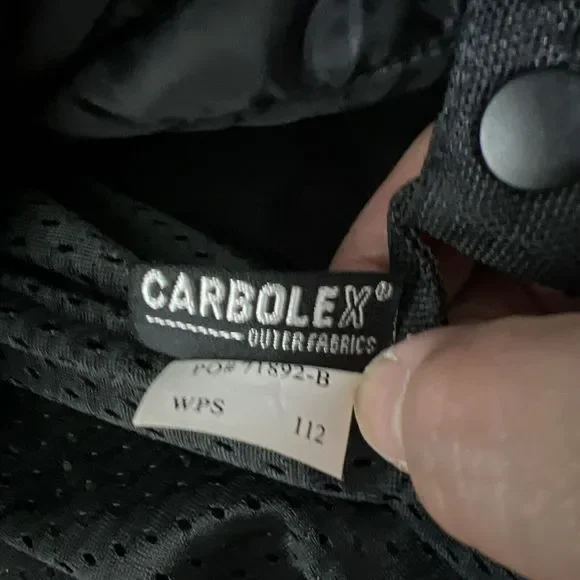 CARBOLEX®
OUTER FABRICS
PO# 71892-B
WPS 112